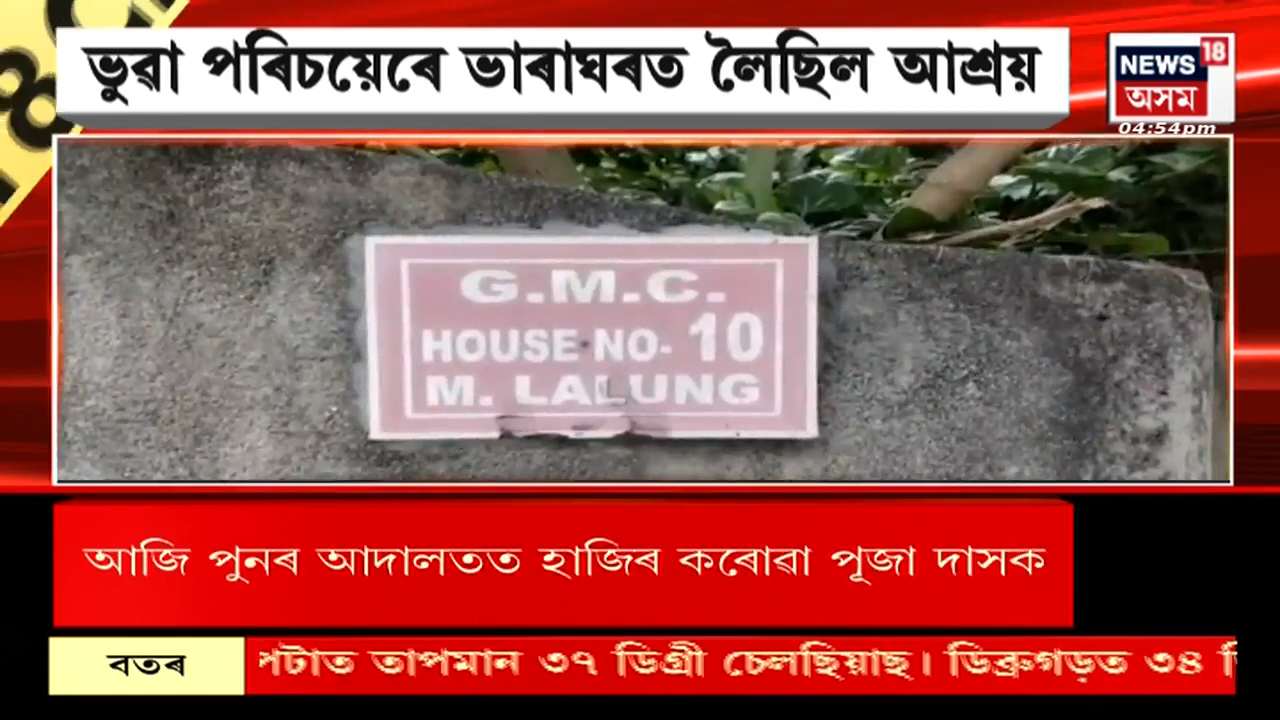 ভুৱা পৰিচয়েৰে ভাৰাঘৰত লৈছিল আশ্ৰয়
NEWS 18
অসম
04:54pm
G.M.C.
HOUSE NO- 10
M. LALUNG
আজি পুনৰ আদালতত হাজিৰ কৰোৱা পূজা দাসক
বতৰ
পটাত তাপমান ৩৭ ডিগ্ৰী চেলছিয়াছ। ডিব্ৰুগড়ত ৩৪